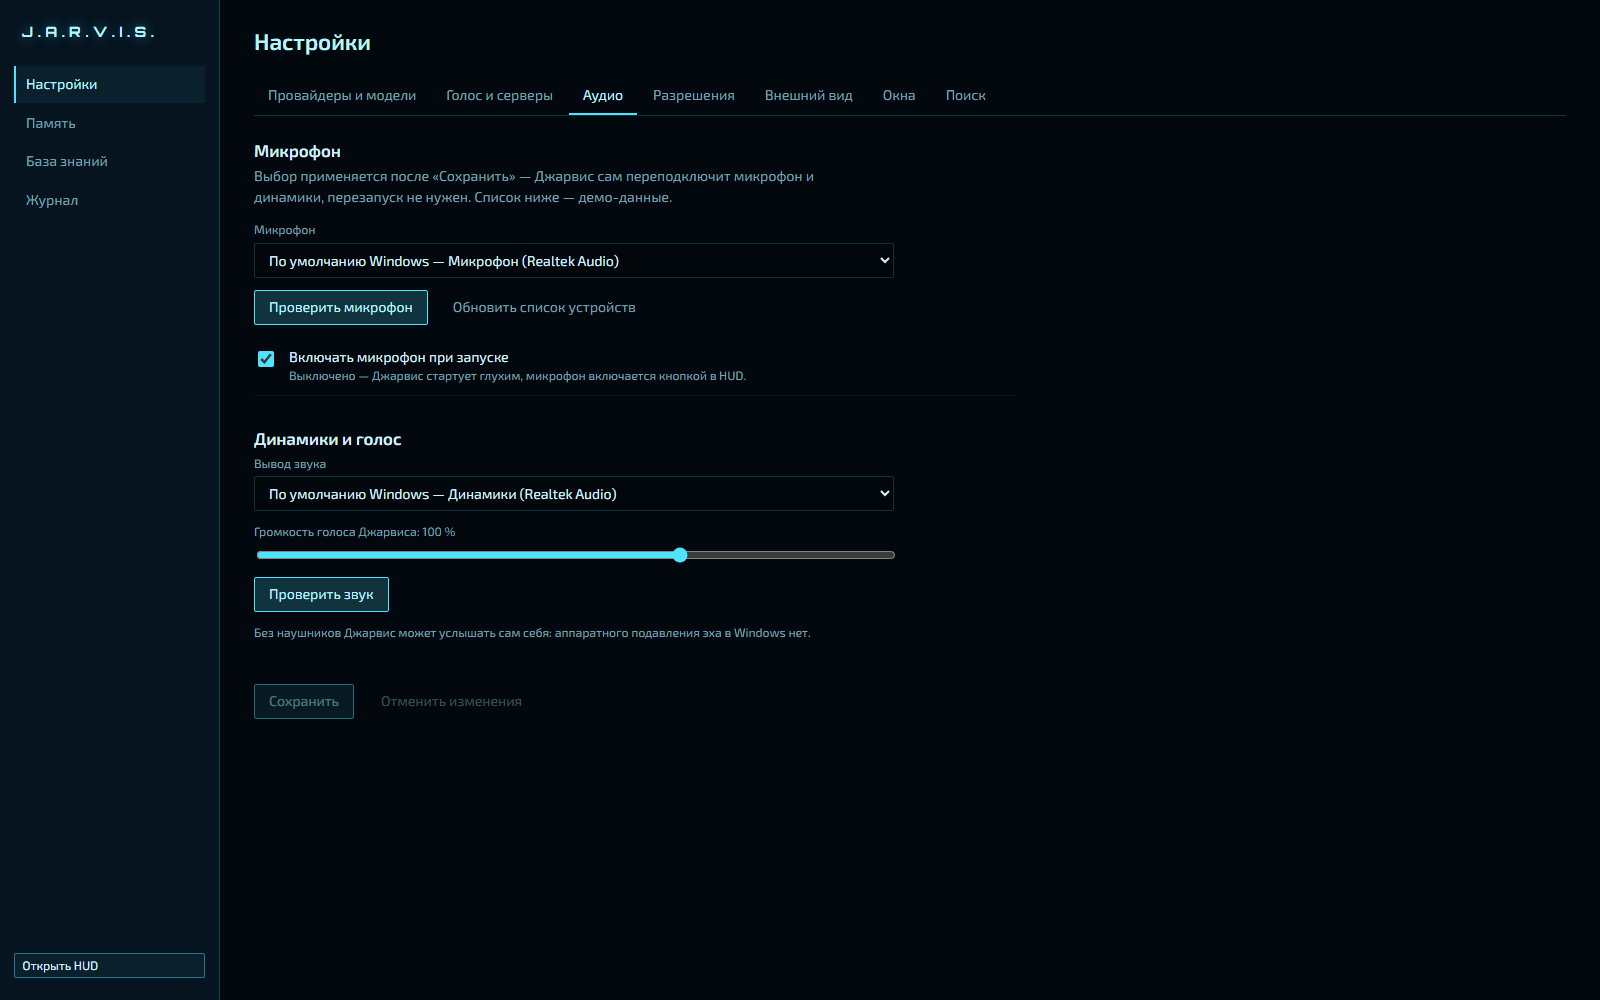 J.A.R.V.I.S.
Настройки
Память
База знаний
Журнал
Открыть HUD
Настройки
Провайдеры и модели
Голос и серверы
Аудио
Разрешения
Внешний вид
Окна
Поиск
Микрофон
Выбор применяется после «Сохранить» — Джарвис сам переподключит микрофон и
динамики, перезапуск не нужен. Список ниже — демо-данные.
Микрофон
По умолчанию Windows — Микрофон (Realtek Audio)
Проверить микрофон
Обновить список устройств
Включать микрофон при запуске
Выключено — Джарвис стартует глухим, микрофон включается кнопкой в HUD.
Динамики и голос
Вывод звука
По умолчанию Windows — Динамики (Realtek Audio)
Громкость голоса Джарвиса: 100 %
Проверить звук
Без наушников Джарвис может услышать сам себя: аппаратного подавления эха в Windows нет.
Сохранить
Отменить изменения